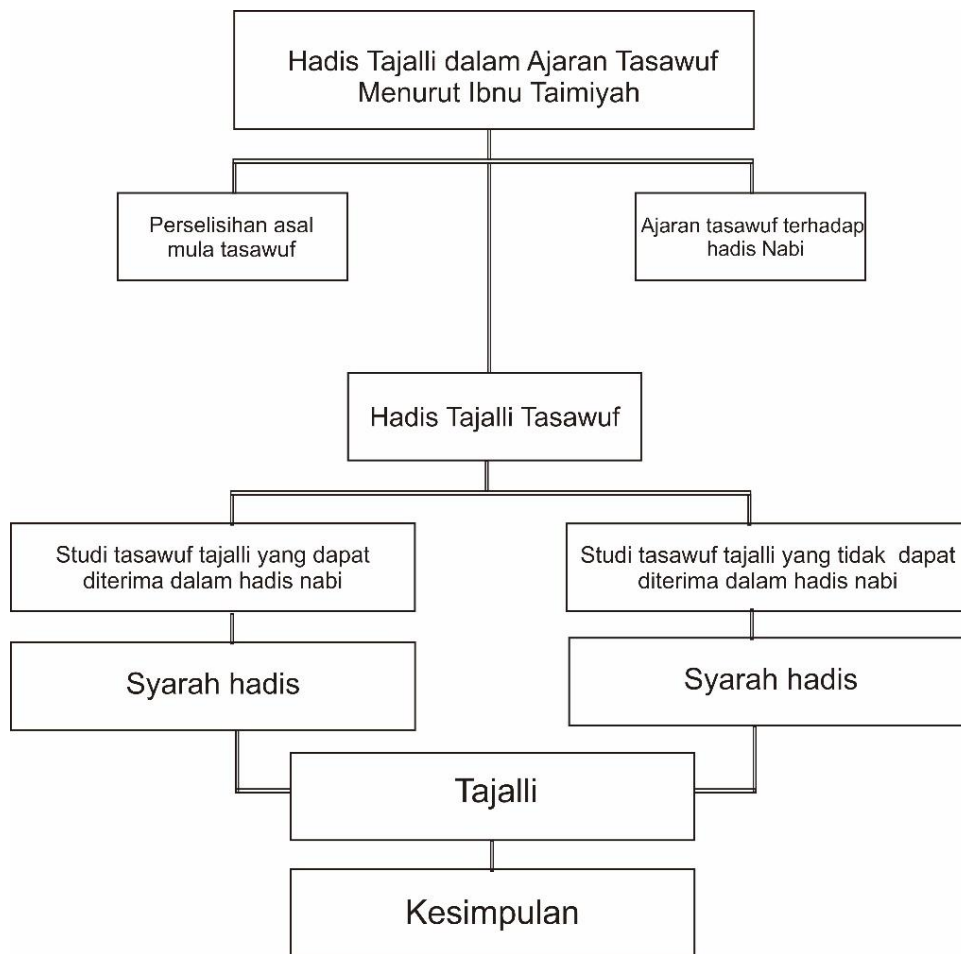 Hadis Tajalli dalam Ajaran Tasawuf
Menurut Ibnu Taimiyah
Perselisihan asal
mula tasawuf
Ajaran tasawuf terhadap
hadis Nabi
Hadis Tajalli Tasawuf
Studi tasawuf tajalli yang dapat
diterima dalam hadis nabi
Studi tasawuf tajalli yang tidak dapat
diterima dalam hadis nabi
Syarah hadis
Syarah hadis
Tajalli
Kesimpulan